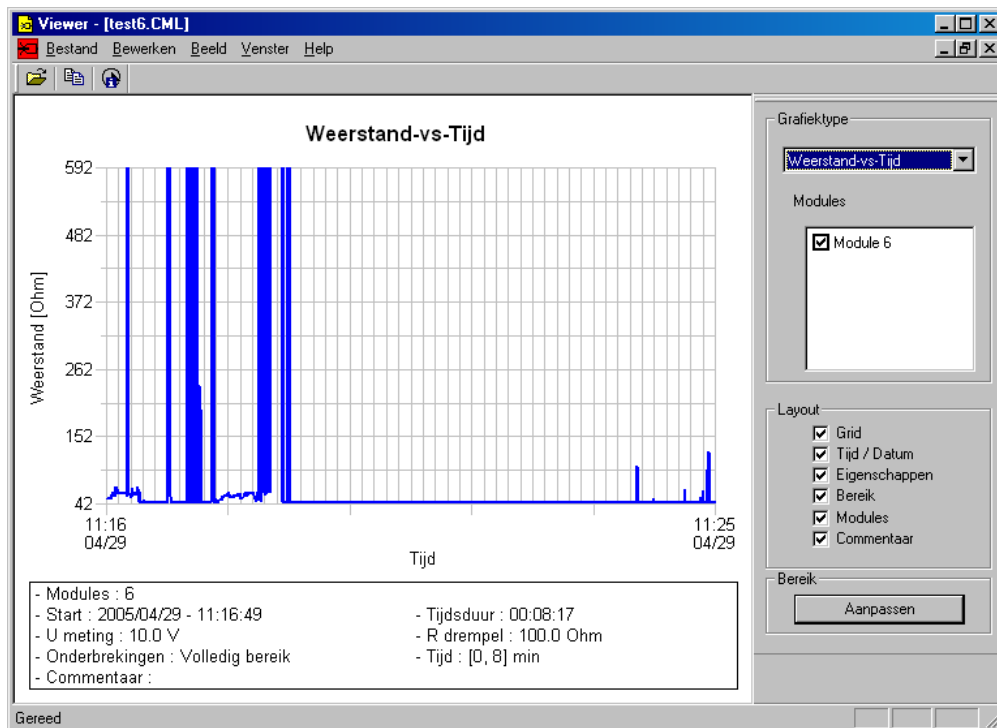 Viewer - [test6.CML]
Bestand Bewerken Beeld Venster Help
Weerstand-vs-Tijd
592
482
372
262
152
42
Weerstand [Ohm]
11:16
04/29
11:25
04/29
Tijd
- Modules : 6
- Start : 2005/04/29 - 11:16:49
- Tijdsduur : 00:08:17
- U meting : 10.0 V
- R drempel : 100.0 Ohm
- Onderbrekingen : Volledig bereik
- Tijd : [0, 8] min
- Commentaar :
Grafiektype
Weerstand-vs-Tijd
Modules
Module 6
Layout
Grid
Tijd / Datum
Eigenschappen
Bereik
Modules
Commentaar
Bereik
Aanpassen
Gereed